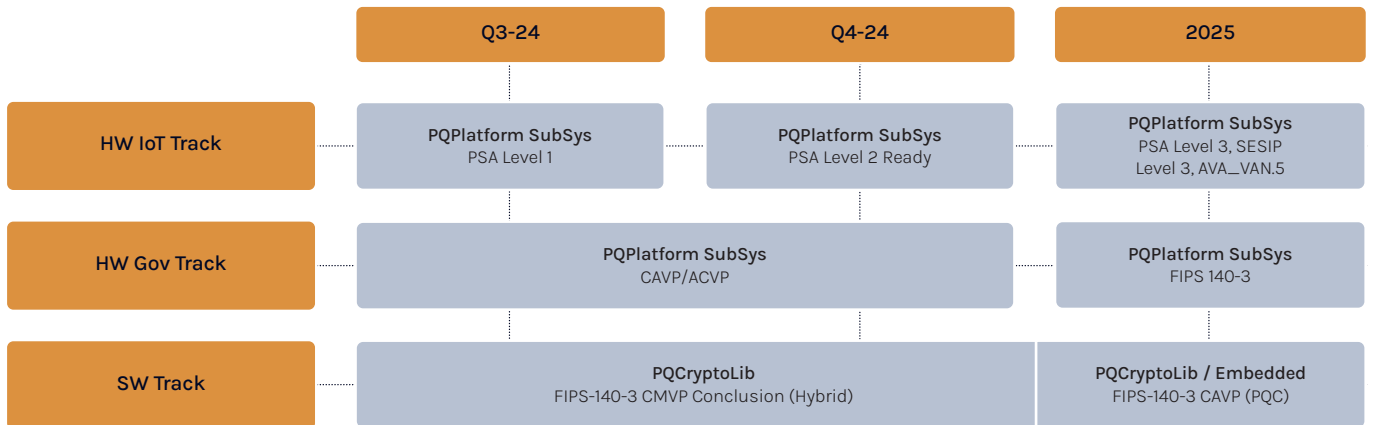 Q3-24
Q4-24
2025
HW IoT Track
PQPlatform SubSys
PSA Level 1
PQPlatform SubSys
PSA Level 2 Ready
PQPlatform SubSys
PSA Level 3, SESIP
Level 3, AVA_VAN.5
HW Gov Track
PQPlatform SubSys
CAVP/ACVP
PQPlatform SubSys
FIPS 140-3
SW Track
PQCryptoLib
FIPS-140-3 CMVP Conclusion (Hybrid)
PQCryptoLib / Embedded
FIPS-140-3 CAVP (PQC)